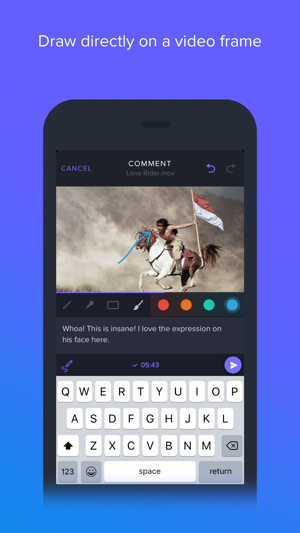 Draw directly on a video frame
CANCEL
COMMENT
Lone Rider.mov
Whoa! This is insane! I love the expression on
his face here.
05:43
Q W E R T Y U I O P
A S D F G H J K L
Z X C V B N M
123 space return